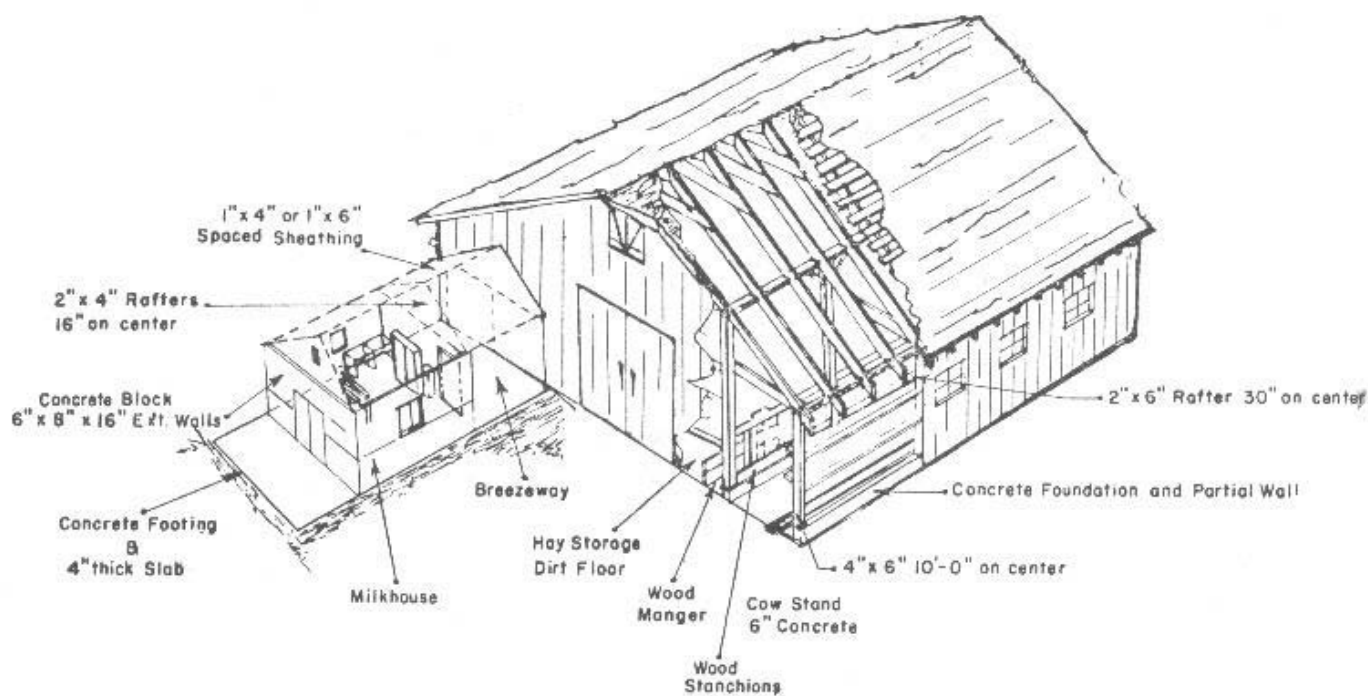 1"x 4" or 1"x 6"
Spaced Sheathing
2"x 4" Rafters
16" on center
Concrete Block
6"x 8"x 16" Ext. Walls
Concrete Footing
&
4" thick Slab
Milkhouse
Breezeway
Hay Storage
Dirt Floor
Wood
Manger
Cow Stand
6" Concrete
Wood
Stanchions
2"x 6" Rafter 30" on center
Concrete Foundation and Partial Wall
4"x 6" 10'-0" on center